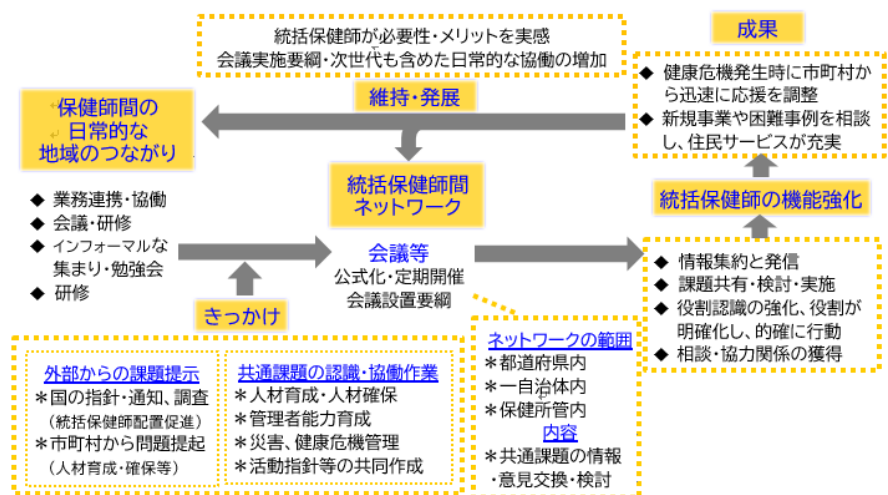 統括保健師が必要性・メリットを実感
会議実施要綱・次世代も含めた日常的な協働の増加
維持・発展
成果
◆ 健康危機発生時に市町村から迅速に応援を調整
◆ 新規事業や困難事例を相談し、住民サービスが充実
保健師間の
日常的な
地域のつながり
◆ 業務連携・協働
◆ 会議・研修
◆ インフォーマルな
集まり・勉強会
◆ 研修
統括保健師間
ネットワーク
会議等
公式化・定期開催
会議設置要綱
統括保健師の機能強化
◆ 情報集約と発信
◆ 課題共有・検討・実施
◆ 役割認識の強化、役割が
明確化し、的確に行動
◆ 相談・協力関係の獲得
きっかけ
外部からの課題提示
＊国の指針・通知、調査
(統括保健師配置促進)
＊市町村から問題提起
(人材育成・確保等)
共通課題の認識・協働作業
＊人材育成・人材確保
＊管理者能力育成
＊災害、健康危機管理
＊活動指針等の共同作成
ネットワークの範囲
＊都道府県内
＊一自治体内
＊保健所管内
内容
＊共通課題の情報
・意見交換・検討